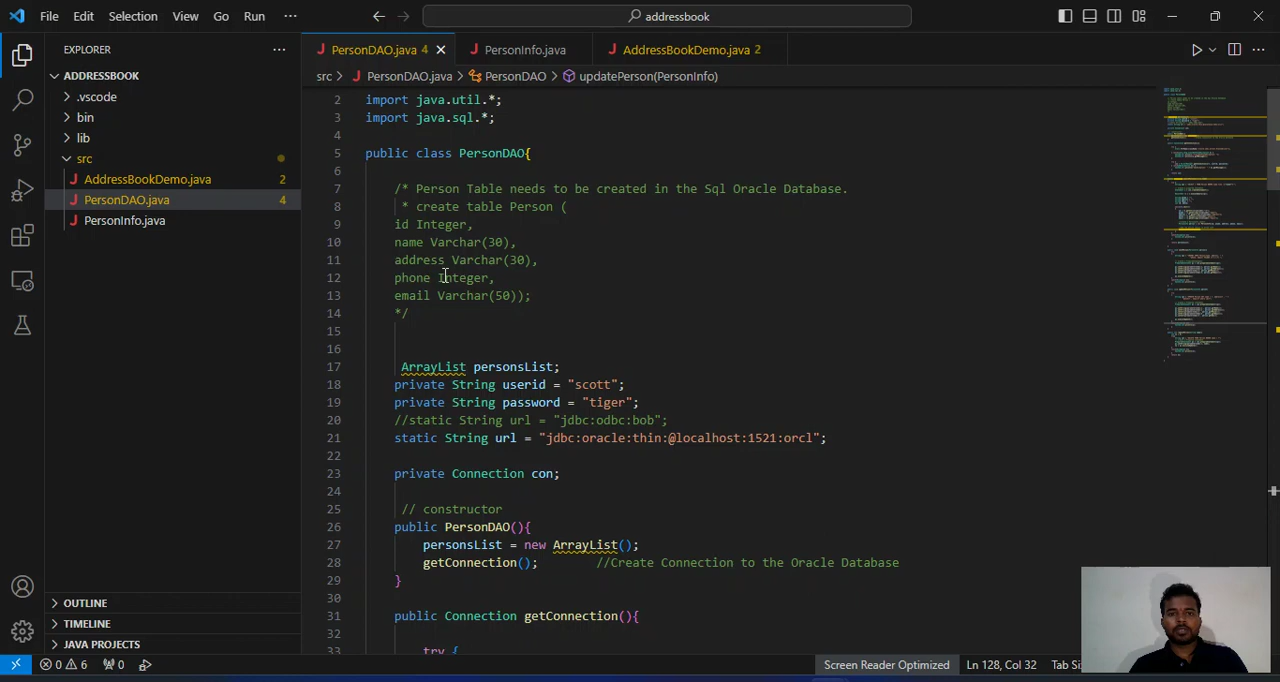 File Edit Selection View Go Run ··· addressbook
EXPLORER ···
PersonDAO.java 4
PersonInfo.java
AddressBookDemo.java 2
ADDRESSBOOK
.vscode
bin
lib
src
AddressBookDemo.java 2
PersonDAO.java 4
PersonInfo.java
OUTLINE
TIMELINE
JAVA PROJECTS
src > PersonDAO.java > PersonDAO > updatePerson(PersonInfo)
2 import java.util.*;
3 import java.sql.*;
4
5 public class PersonDAO{
6
7 /* Person Table needs to be created in the Sql Oracle Database.
8 * create table Person (
9 id Integer,
10 name Varchar(30),
11 address Varchar(30),
12 phone Integer,
13 email Varchar(50));
14 */
15
16
17 ArrayList personsList;
18 private String userid = "scott";
19 private String password = "tiger";
20 //static String url = "jdbc:odbc:bob";
21 static String url = "jdbc:oracle:thin:@localhost:1521:orcl";
22
23 private Connection con;
24
25 // constructor
26 public PersonDAO(){
27 personsList = new ArrayList();
28 getConnection(); //Create Connection to the Oracle Database
29 }
30
31 public Connection getConnection(){
32
33 try {
0 6 0 Screen Reader Optimized Ln 128, Col 32 Tab